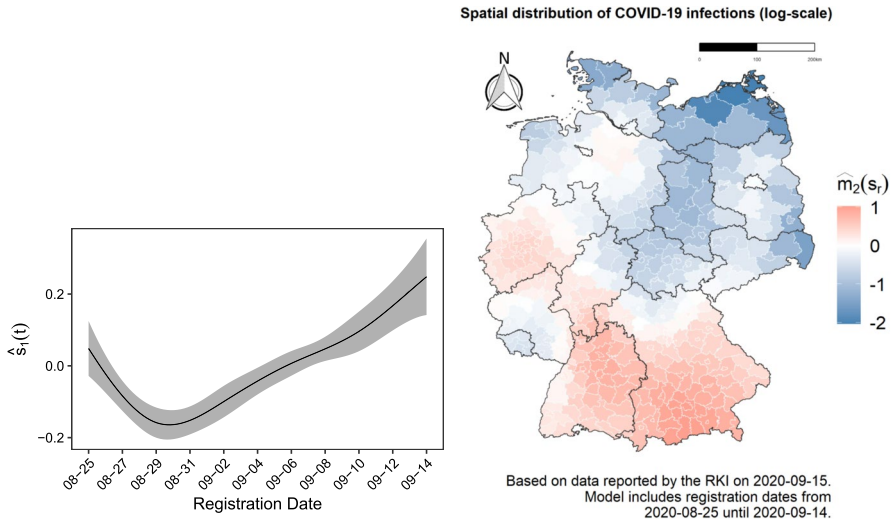 Spatial distribution of COVID-19 infections (log-scale)
0 100 200km
N
m̂₂(sᵣ)
1
0
-1
-2
ŝ₁(t)
0.2
0.0
−0.2
08-25 08-27 08-29 08-31 09-02 09-04 09-06 09-08 09-10 09-12 09-14
Registration Date
Based on data reported by the RKI on 2020-09-15.
Model includes registration dates from
2020-08-25 until 2020-09-14.